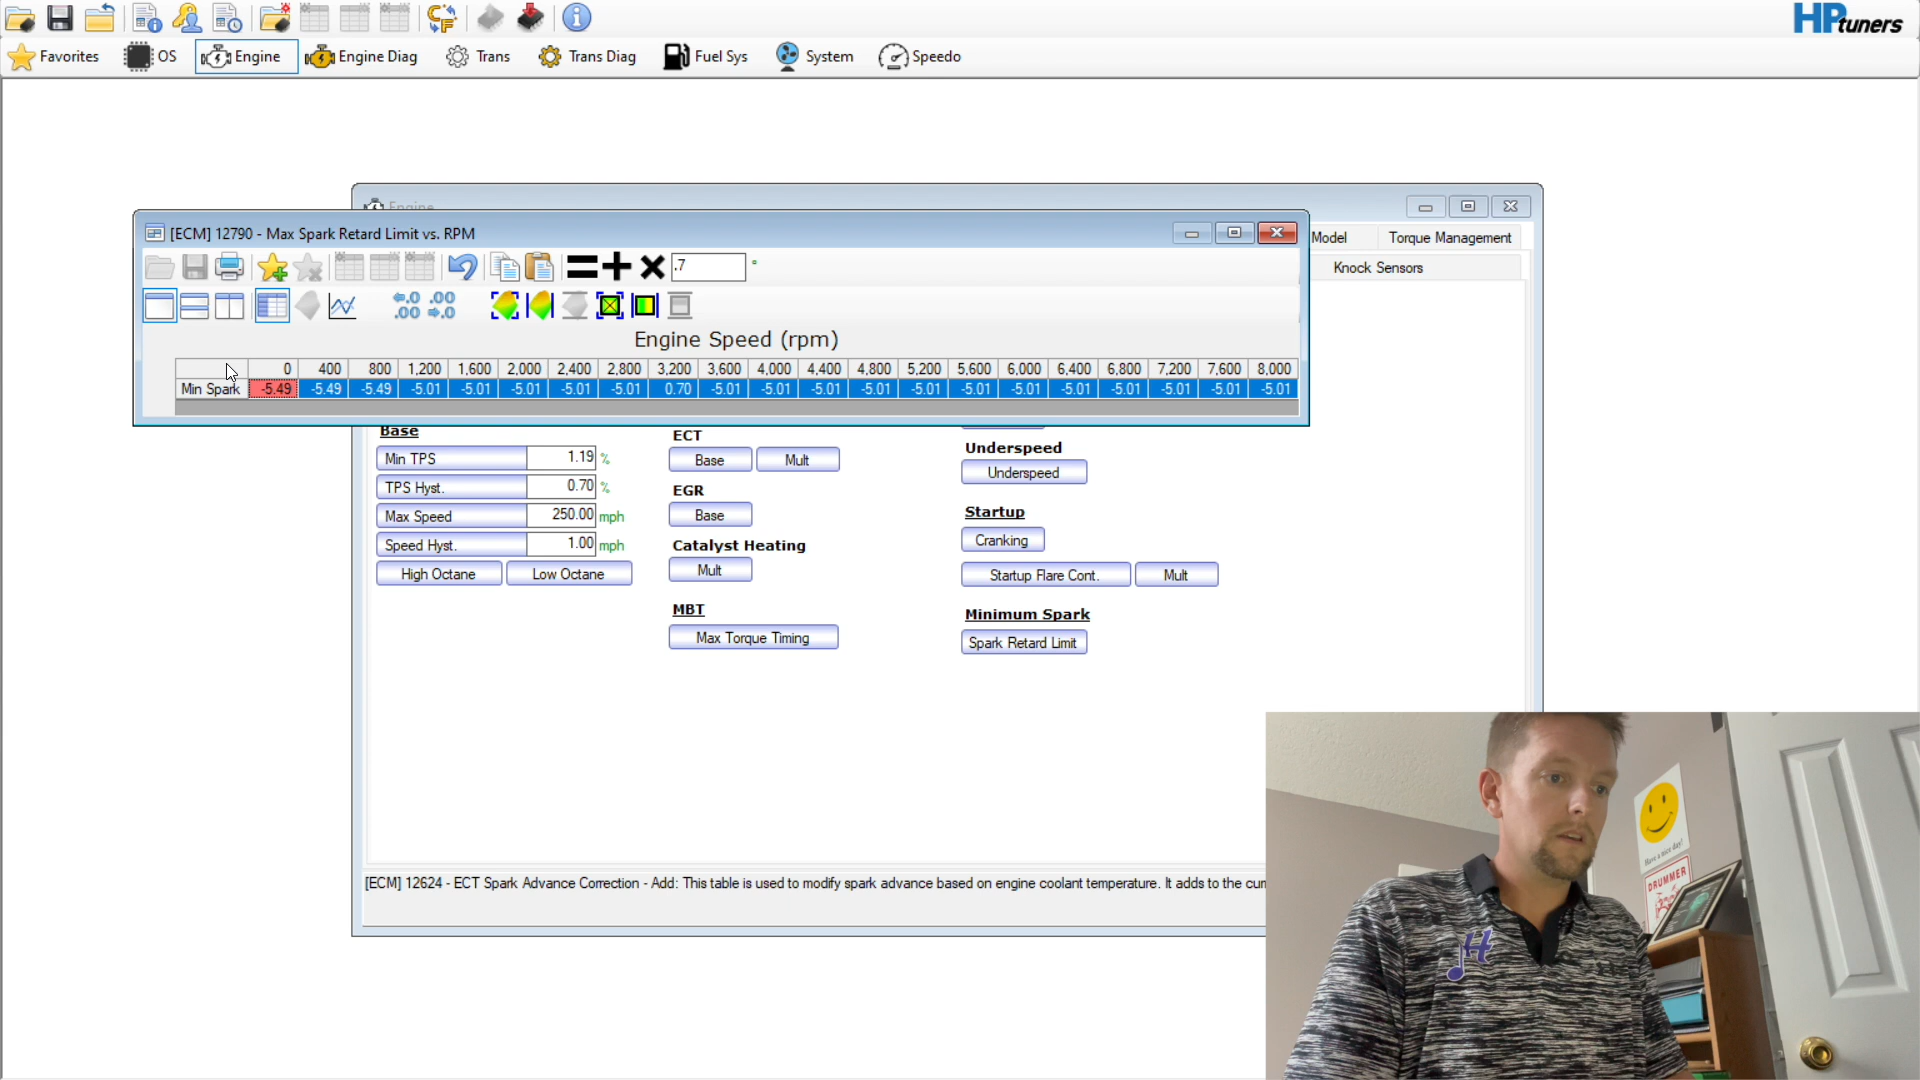 HPtuners
Favorites OS Engine Engine Diag Trans Trans Diag Fuel Sys System Speedo
Engine
[ECM] 12790 - Max Spark Retard Limit vs. RPM
Model Torque Management
Knock Sensors
.7 °
Engine Speed (rpm)
0 400 800 1,200 1,600 2,000 2,400 2,800 3,200 3,600 4,000 4,400 4,800 5,200 5,600 6,000 6,400 6,800 7,200 7,600 8,000
Min Spark -5.49 -5.49 -5.49 -5.01 -5.01 -5.01 -5.01 -5.01 0.70 -5.01 -5.01 -5.01 -5.01 -5.01 -5.01 -5.01 -5.01 -5.01 -5.01 -5.01 -5.01
Base
Min TPS 1.19 %
TPS Hyst. 0.70 %
Max Speed 250.00 mph
Speed Hyst. 1.00 mph
High Octane Low Octane
ECT
Base Mult
EGR
Base
Catalyst Heating
Mult
MBT
Max Torque Timing
Underspeed
Underspeed
Startup
Cranking
Startup Flare Cont. Mult
Minimum Spark
Spark Retard Limit
[ECM] 12624 - ECT Spark Advance Correction - Add: This table is used to modify spark advance based on engine coolant temperature. It adds to the cur
Have a nice day!
DRUMMER
H